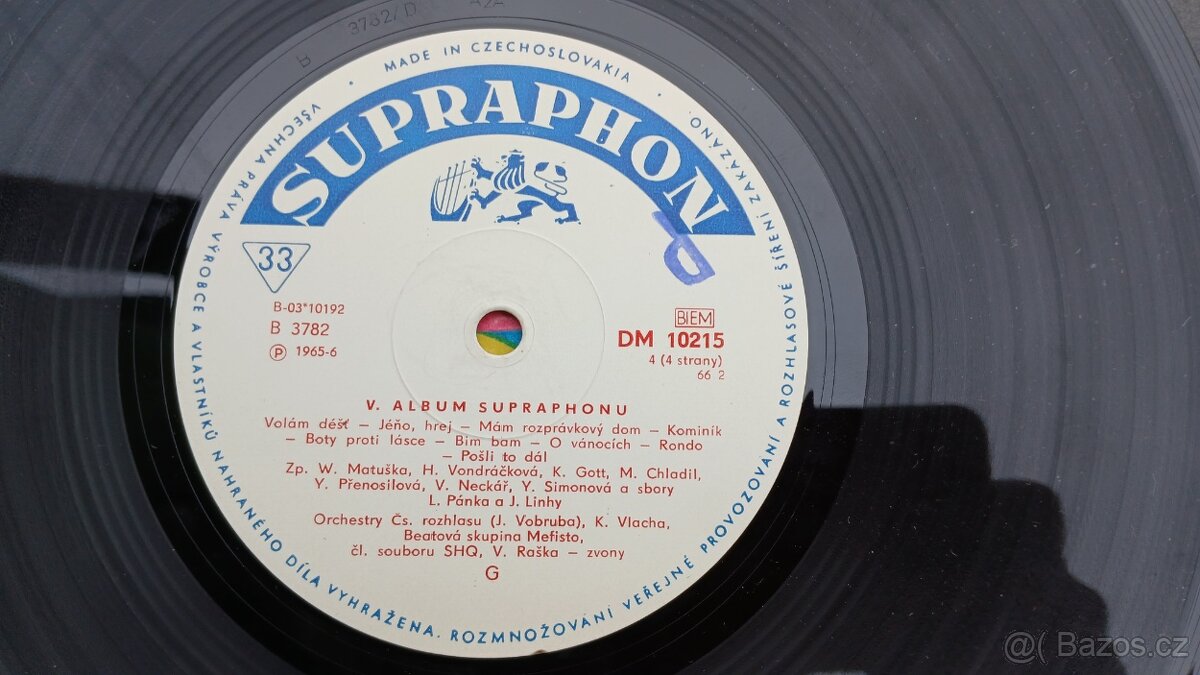 B 3782/D A2A
MADE IN CZECHOSLOVAKIA
SUPRAPHON
VŠECHNA PRÁVA VÝROBCE A VLASTNÍKŮ NAHRANÉHO DÍLA VYHRAŽENA. ROZMNOŽOVÁNÍ VEŘEJNÉ PROVOZOVÁNÍ A ROZHLASOVÉ ŠÍŘENÍ ZAKÁZÁNO.
33
B-03*10192
B 3782
Ⓟ 1965-6
BIEM
DM 10215
4 (4 strany)
66 2
V. ALBUM SUPRAPHONU
Volám déšť – Jéňo, hrej – Mám rozprávkový dom – Kominík
– Boty proti lásce – Bim bam – O vánocích – Rondo
– Pošli to dál
Zp. W. Matuška, H. Vondráčková, K. Gott, M. Chladil,
Y. Přenosilová, V. Neckář, Y. Simonová a sbory
L. Pánka a J. Linhy
Orchestry Čs. rozhlasu (J. Vobruba), K. Vlacha,
Beatová skupina Mefisto,
čl. souboru SHQ, V. Raška – zvony
G
Bazos.cz